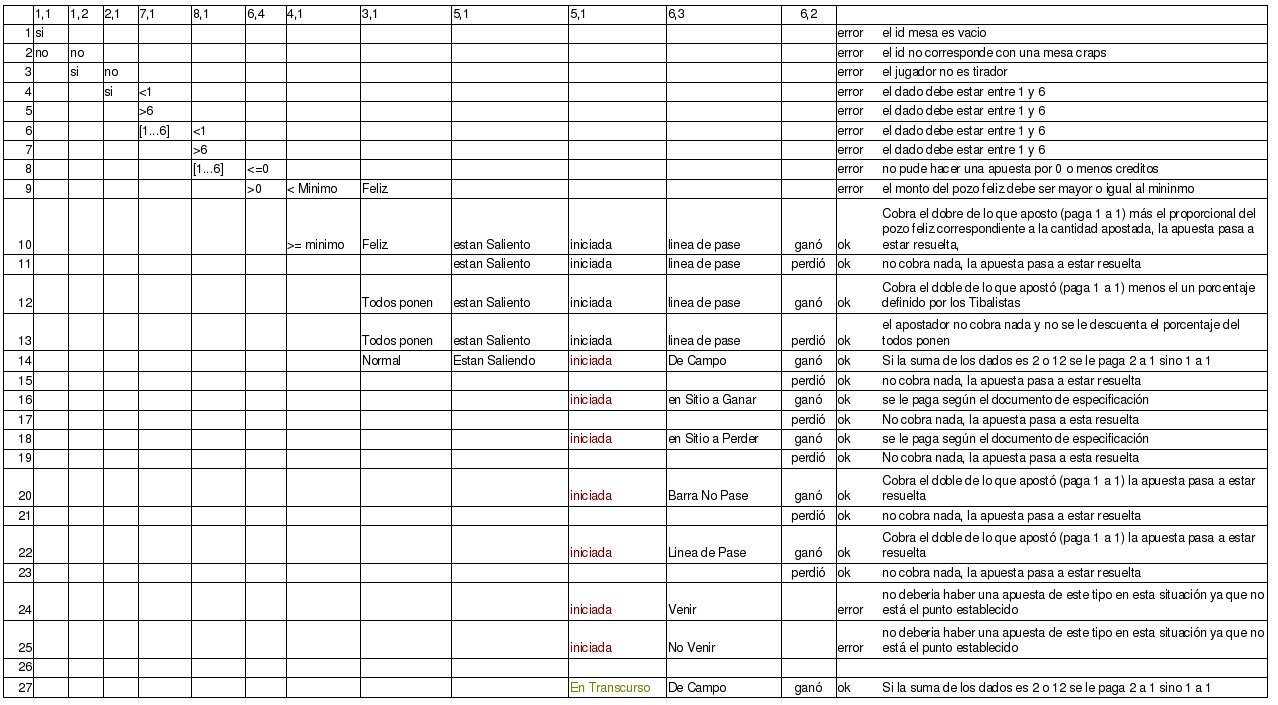 1,1 1,2 2,1 7,1 8,1 6,4 4,1 3,1 5,1 5,1 6,3 6,2
1 si error el id mesa es vacio
2 no no error el id no corresponde con una mesa craps
3 si no error el jugador no es tirador
4 si <1 error el dado debe estar entre 1 y 6
5 >6 error el dado debe estar entre 1 y 6
6 [1...6] <1 error el dado debe estar entre 1 y 6
7 >6 error el dado debe estar entre 1 y 6
8 [1...6] <=0 error no pude hacer una apuesta por 0 o menos creditos
9 >0 < Minimo Feliz error el monto del pozo feliz debe ser mayor o igual al mininmo
Cobra el dobre de lo que aposto (paga 1 a 1) más el proporcional del
pozo feliz correspondiente a la cantidad apostada, la apuesta pasa a
10 >= minimo Feliz estan Saliento iniciada linea de pase ganó ok estar resuelta,
11 estan Saliento iniciada linea de pase perdió ok no cobra nada, la apuesta pasa a estar resuelta
Cobra el doble de lo que apostó (paga 1 a 1) menos el un porcentaje
12 Todos ponen estan Saliento iniciada linea de pase ganó ok definido por los Tibalistas
el apostador no cobra nada y no se le descuenta el porcentaje del
13 Todos ponen estan Saliento iniciada linea de pase perdió ok todos ponen
14 Normal Estan Saliendo iniciada De Campo ganó ok Si la suma de los dados es 2 o 12 se le paga 2 a 1 sino 1 a 1
15 perdió ok no cobra nada, la apuesta pasa a estar resuelta
16 iniciada en Sitio a Ganar ganó ok se le paga según el documento de especificación
17 perdió ok No cobra nada, la apuesta pasa a esta resuelta
18 iniciada en Sitio a Perder ganó ok se le paga según el documento de especificación
19 perdió ok No cobra nada, la apuesta pasa a esta resuelta
Cobra el doble de lo que apostó (paga 1 a 1) la apuesta pasa a estar
20 iniciada Barra No Pase ganó ok resuelta
21 perdió ok no cobra nada, la apuesta pasa a estar resuelta
Cobra el doble de lo que apostó (paga 1 a 1) la apuesta pasa a estar
22 iniciada Linea de Pase ganó ok resuelta
23 perdió ok no cobra nada, la apuesta pasa a estar resuelta
no deberia haber una apuesta de este tipo en esta situación ya que no
24 iniciada Venir error está el punto establecido
no deberia haber una apuesta de este tipo en esta situación ya que no
25 iniciada No Venir error está el punto establecido
26
27 En Transcurso De Campo ganó ok Si la suma de los dados es 2 o 12 se le paga 2 a 1 sino 1 a 1